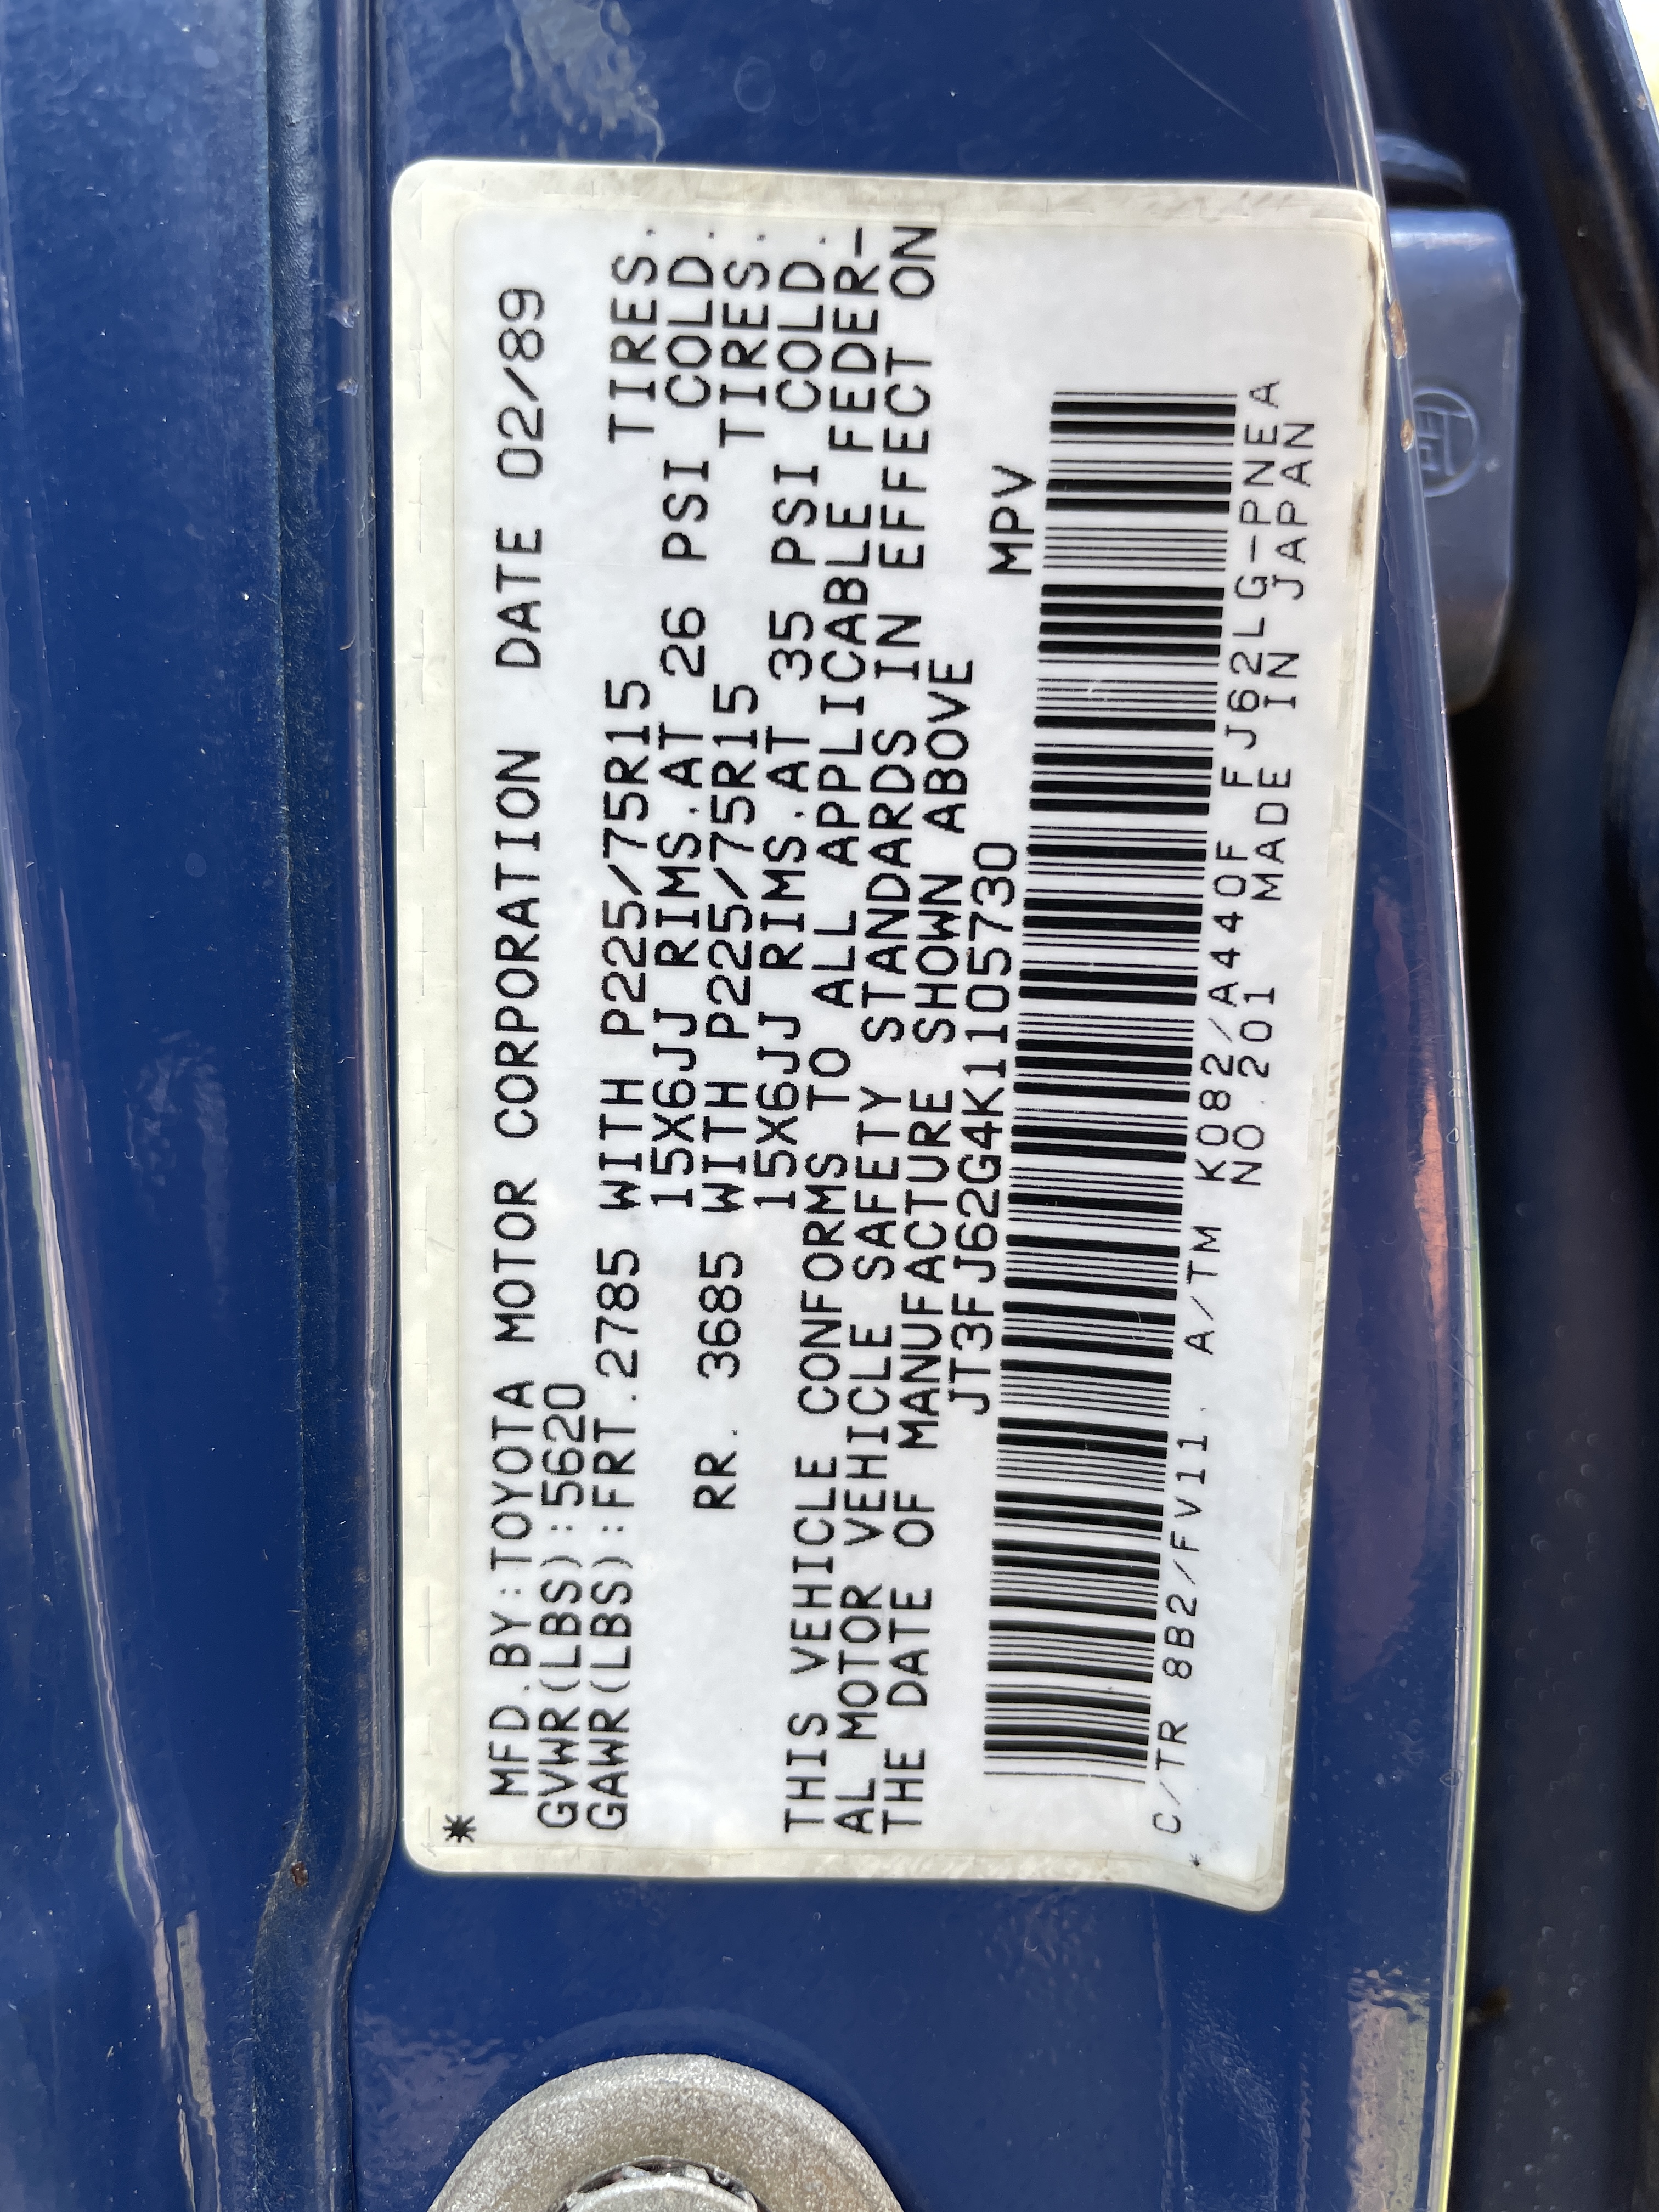 *
MFD.BY:TOYOTA MOTOR CORPORATION DATE 02/89
GVWR(LBS):5620
GAWR(LBS):FRT.2785 WITH P225/75R15 TIRES.
15X6JJ RIMS.AT 26 PSI COLD.
RR. 3685 WITH P225/75R15 TIRES.
15X6JJ RIMS.AT 35 PSI COLD.
THIS VEHICLE CONFORMS TO ALL APPLICABLE FEDER-
AL MOTOR VEHICLE SAFETY STANDARDS IN EFFECT ON
THE DATE OF MANUFACTURE SHOWN ABOVE
JT3FJ62G4K1105730 MPV
C/TR 8B2/FV11. A/TM K082/A440F FJ62LG-PNEA
* NO.201 MADE IN JAPAN